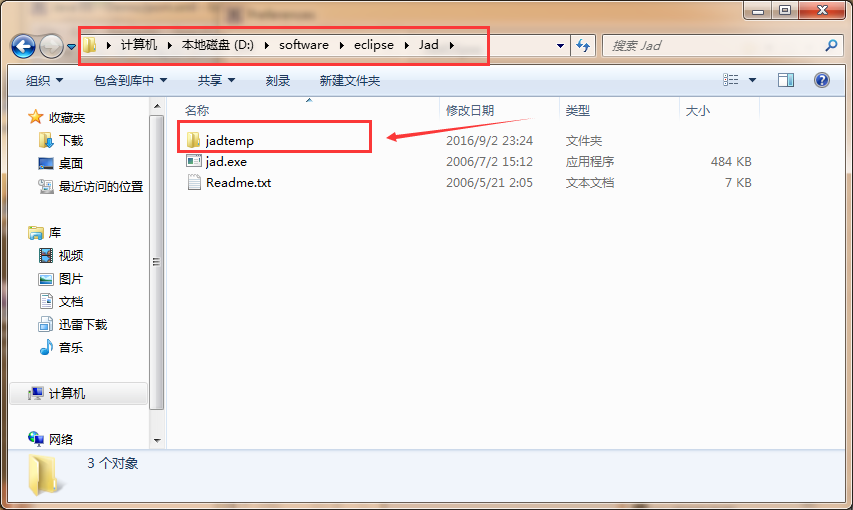 计算机 本地磁盘 (D:) software eclipse Jad 搜索 Jad
组织 包含到库中 共享 刻录 新建文件夹
收藏夹
下载
桌面
最近访问的位置
库
视频
图片
文档
迅雷下载
音乐
计算机
网络
名称 修改日期 类型 大小
jadtemp 2016/9/2 23:24 文件夹
jad.exe 2006/7/2 15:12 应用程序 484 KB
Readme.txt 2006/5/21 2:05 文本文档 7 KB
3 个对象